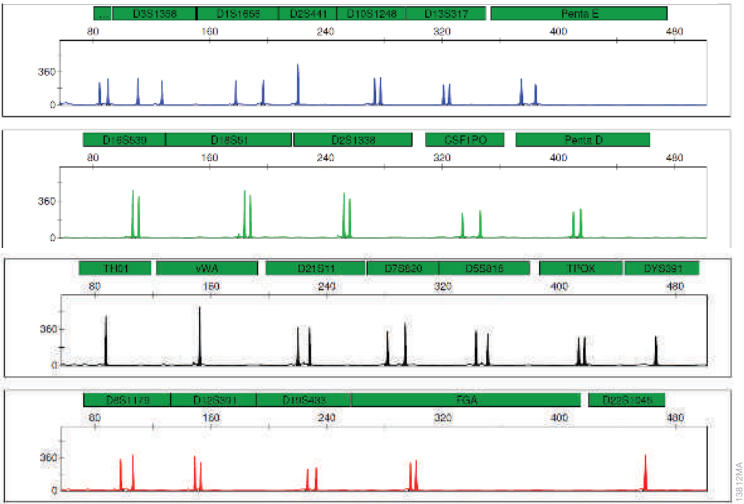 ... D3S1358 D1S1656 D2S441 D10S1248 D13S317 Penta E
80 160 240 320 400 480
360
0
D16S539 D18S51 D2S1338 CSF1PO Penta D
80 160 240 320 400 480
360
0
TH01 vWA D21S11 D7S820 D5S818 TPOX DYS391
80 160 240 320 400 480
360
0
D8S1179 D12S391 D19S433 FGA D22S1045
80 160 240 320 400 480
360
0
13812MA